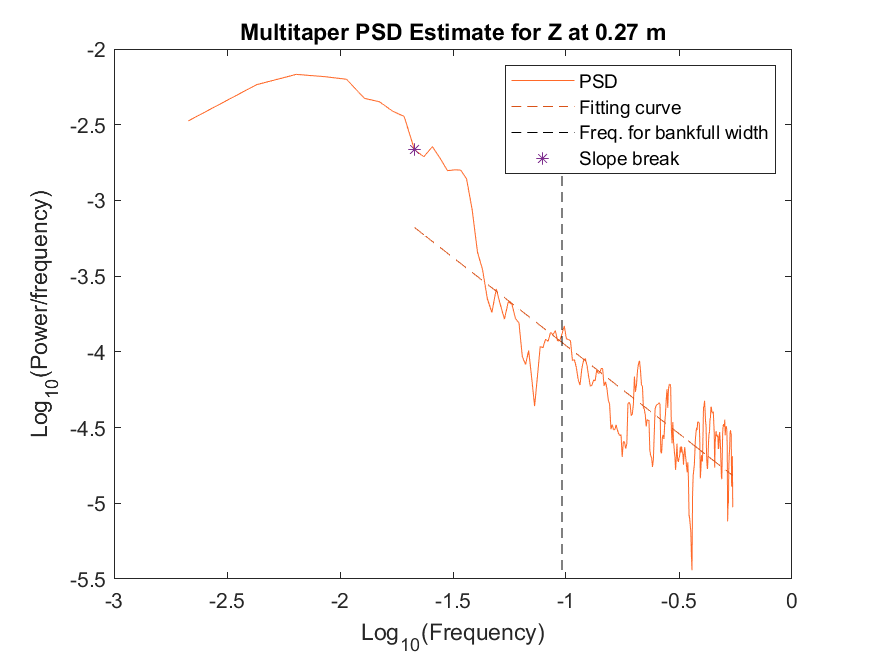 Multitaper PSD Estimate for Z at 0.27 m
-2
-2.5
-3
-3.5
-4
-4.5
-5
-5.5
Log10(Power/frequency)
PSD
Fitting curve
Freq. for bankfull width
Slope break
-3
-2.5
-2
-1.5
-1
-0.5
0
Log10(Frequency)